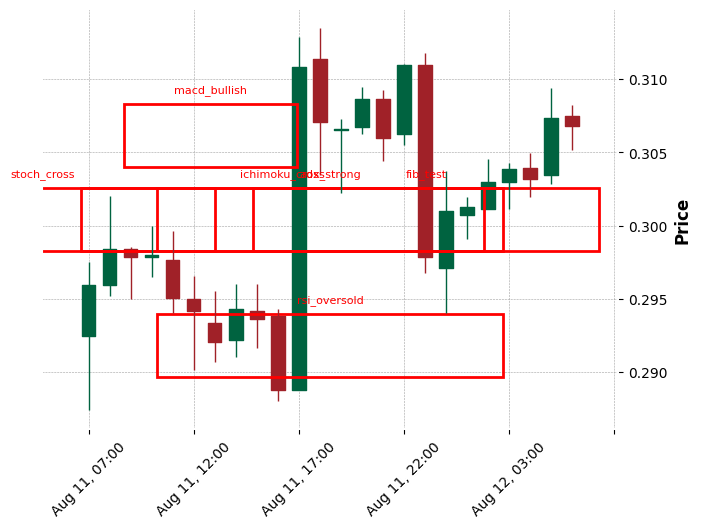 macd_bullish
stoch_cross
fib_test
rsi_oversold
0.310
0.305
0.300
0.295
0.290
Price
Aug 11, 07:00
Aug 11, 12:00
Aug 11, 17:00
Aug 11, 22:00
Aug 12, 03:00